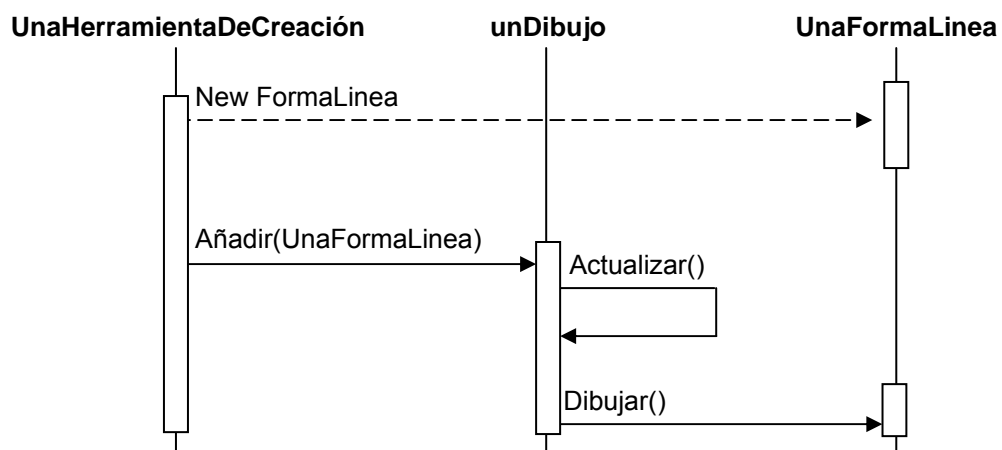 UnaHerramientaDeCreación unDibujo UnaFormaLinea
New FormaLinea
Añadir(UnaFormaLinea)
Actualizar()
Dibujar()